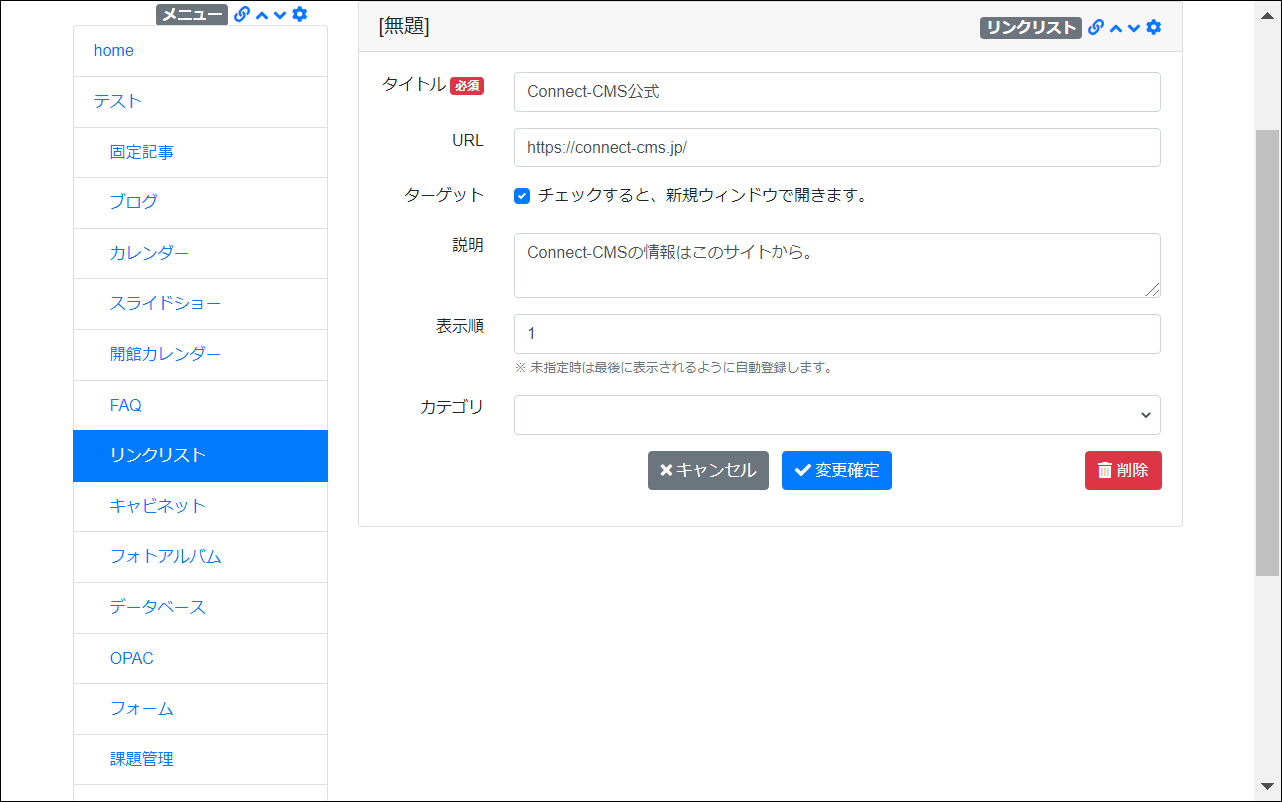 メニュー
home
テスト
固定記事
ブログ
カレンダー
スライドショー
開館カレンダー
FAQ
リンクリスト
キャビネット
フォトアルバム
データベース
OPAC
フォーム
課題管理
[無題]
リンクリスト
タイトル 必須
Connect-CMS公式
URL
https://connect-cms.jp/
ターゲット
チェックすると、新規ウィンドウで開きます。
説明
Connect-CMSの情報はこのサイトから。
表示順
1
※ 未指定時は最後に表示されるように自動登録します。
カテゴリ
キャンセル
変更確定
削除